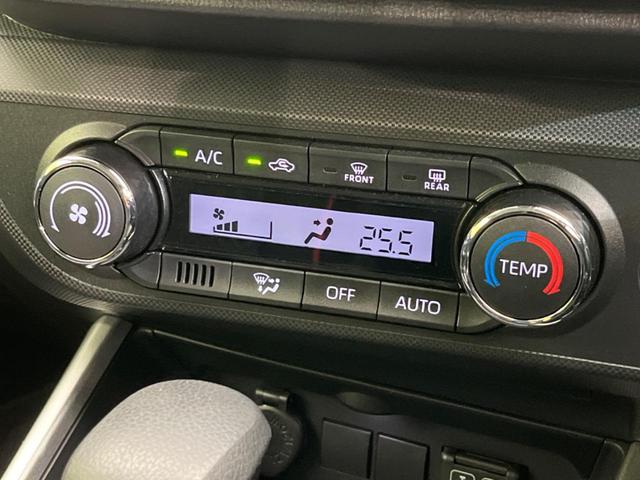 A/C
FRONT
REAR
25.5
TEMP
OFF
AUTO